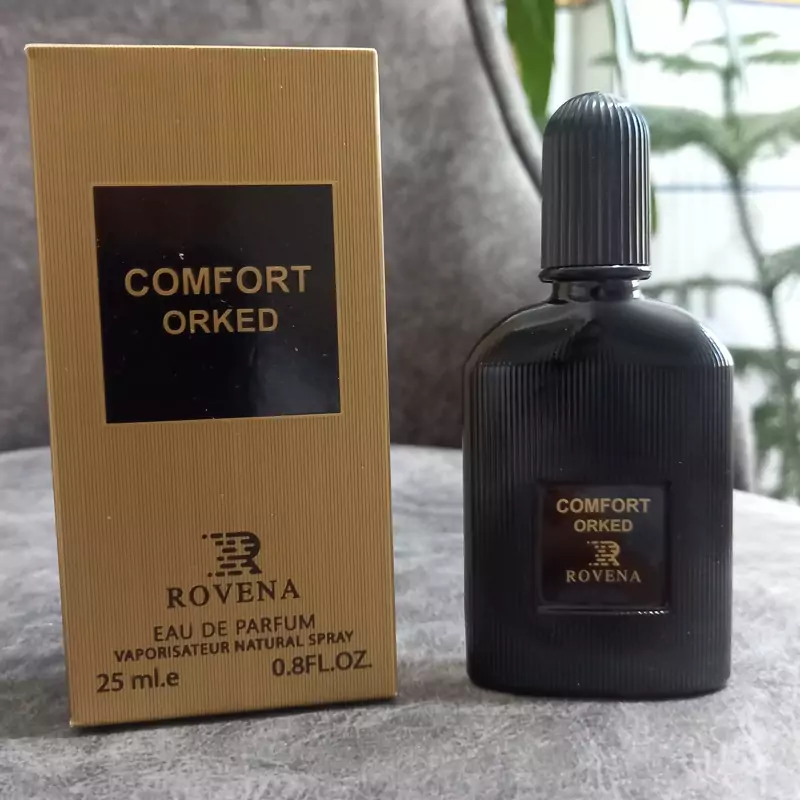 COMFORT
ORKED
ROVENA
EAU DE PARFUM
VAPORISATEUR NATURAL SPRAY
25 ml.e 0.8FL.OZ.
COMFORT
ORKED
ROVENA